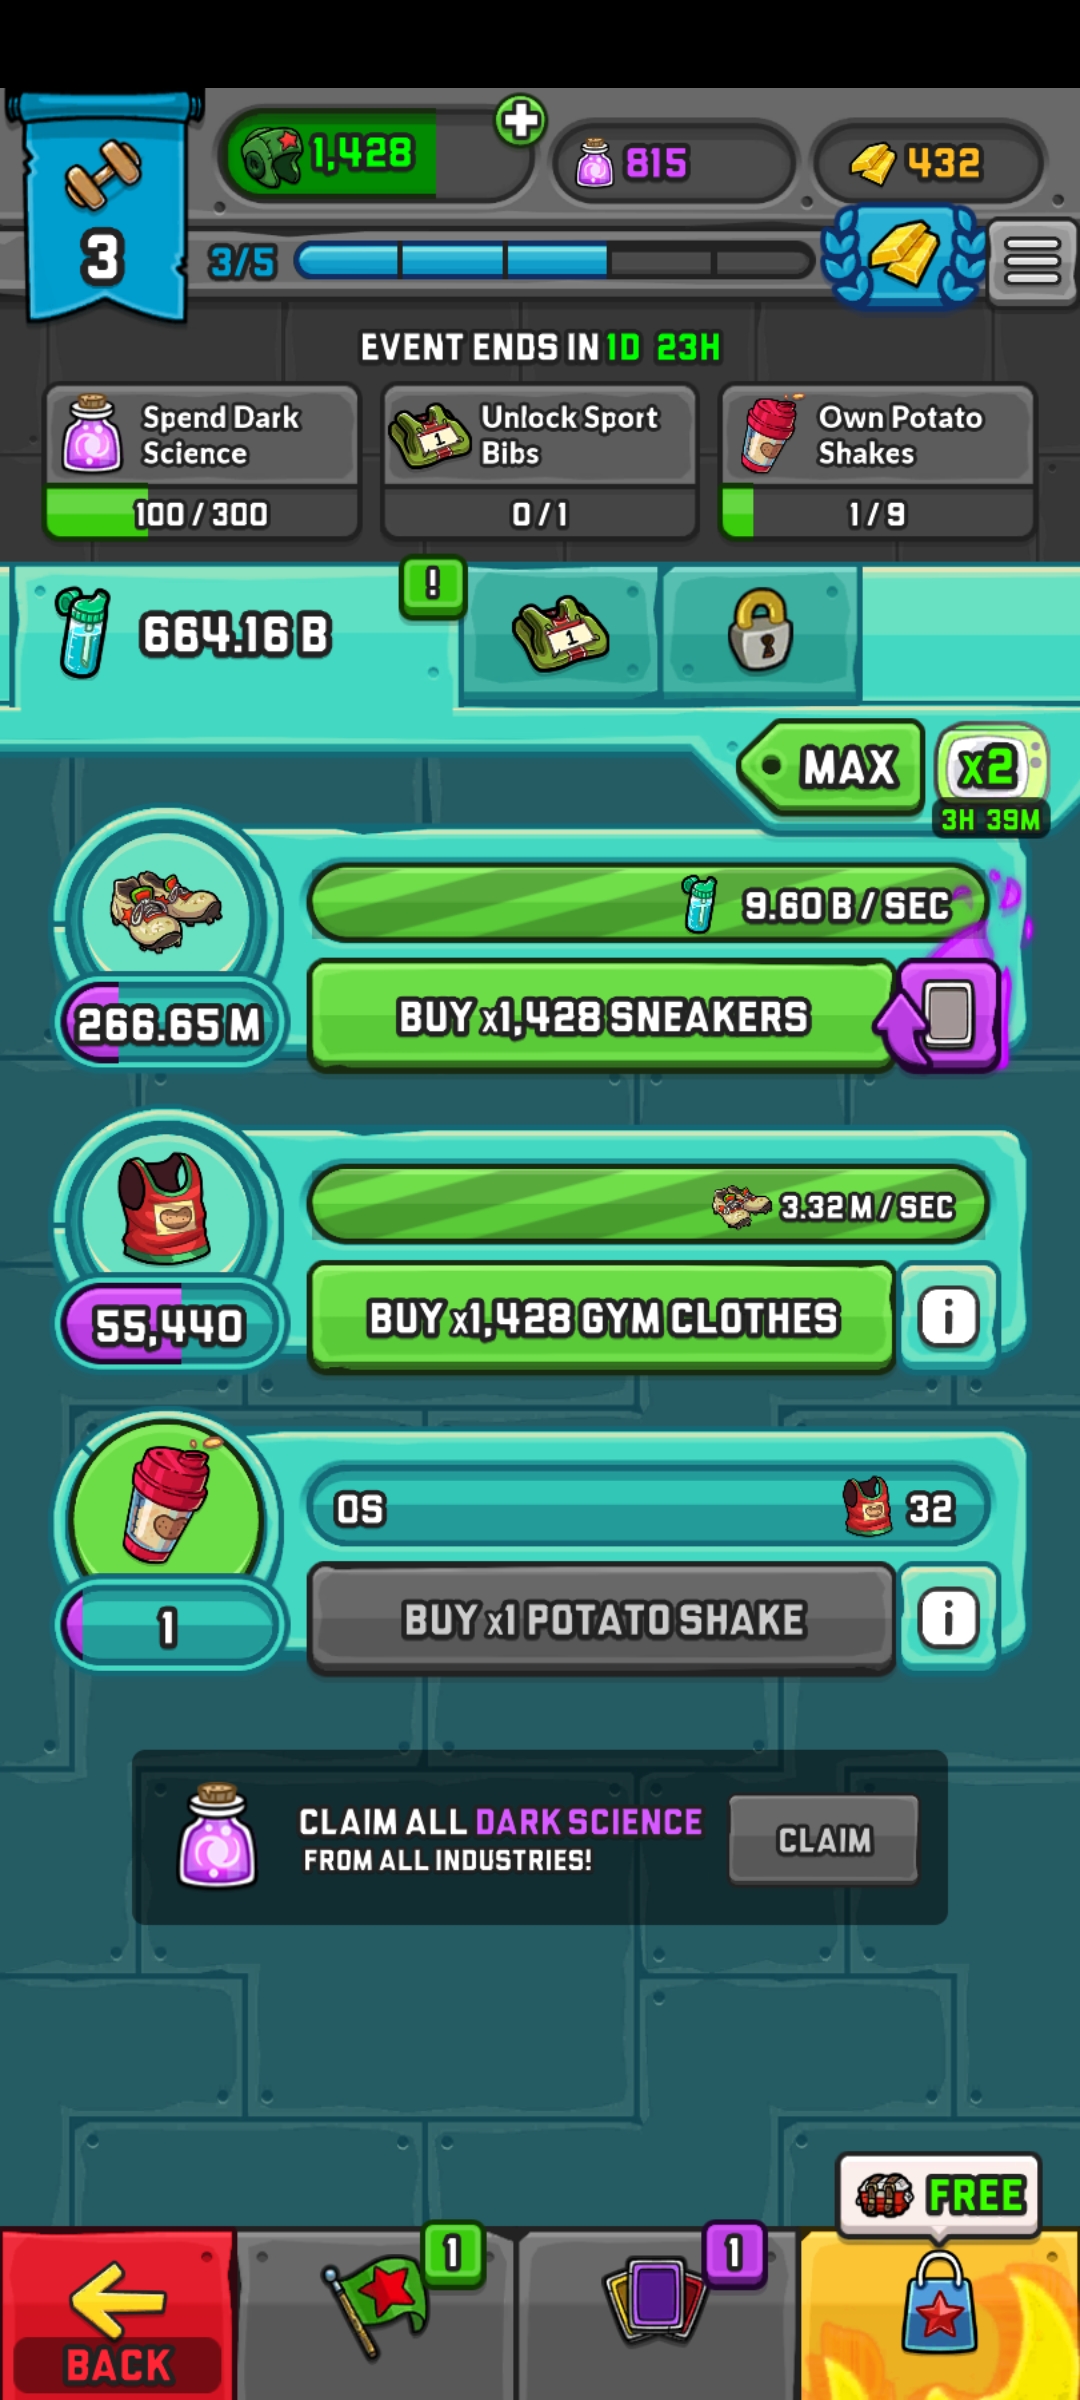 1,428
815
432
3
3/5
EVENT ENDS IN 1D 23H
Spend Dark
Science
100 / 300
Unlock Sport
Bibs
0 / 1
Own Potato
Shakes
1 / 9
664.16 B
!
1
MAX
x2
3H 39M
9.60 B / SEC
266.65 M
BUY x1,428 SNEAKERS
3.32 M / SEC
55,440
BUY x1,428 GYM CLOTHES
i
0S
32
1
BUY x1 POTATO SHAKE
i
CLAIM ALL DARK SCIENCE
FROM ALL INDUSTRIES!
CLAIM
FREE
1
1
BACK